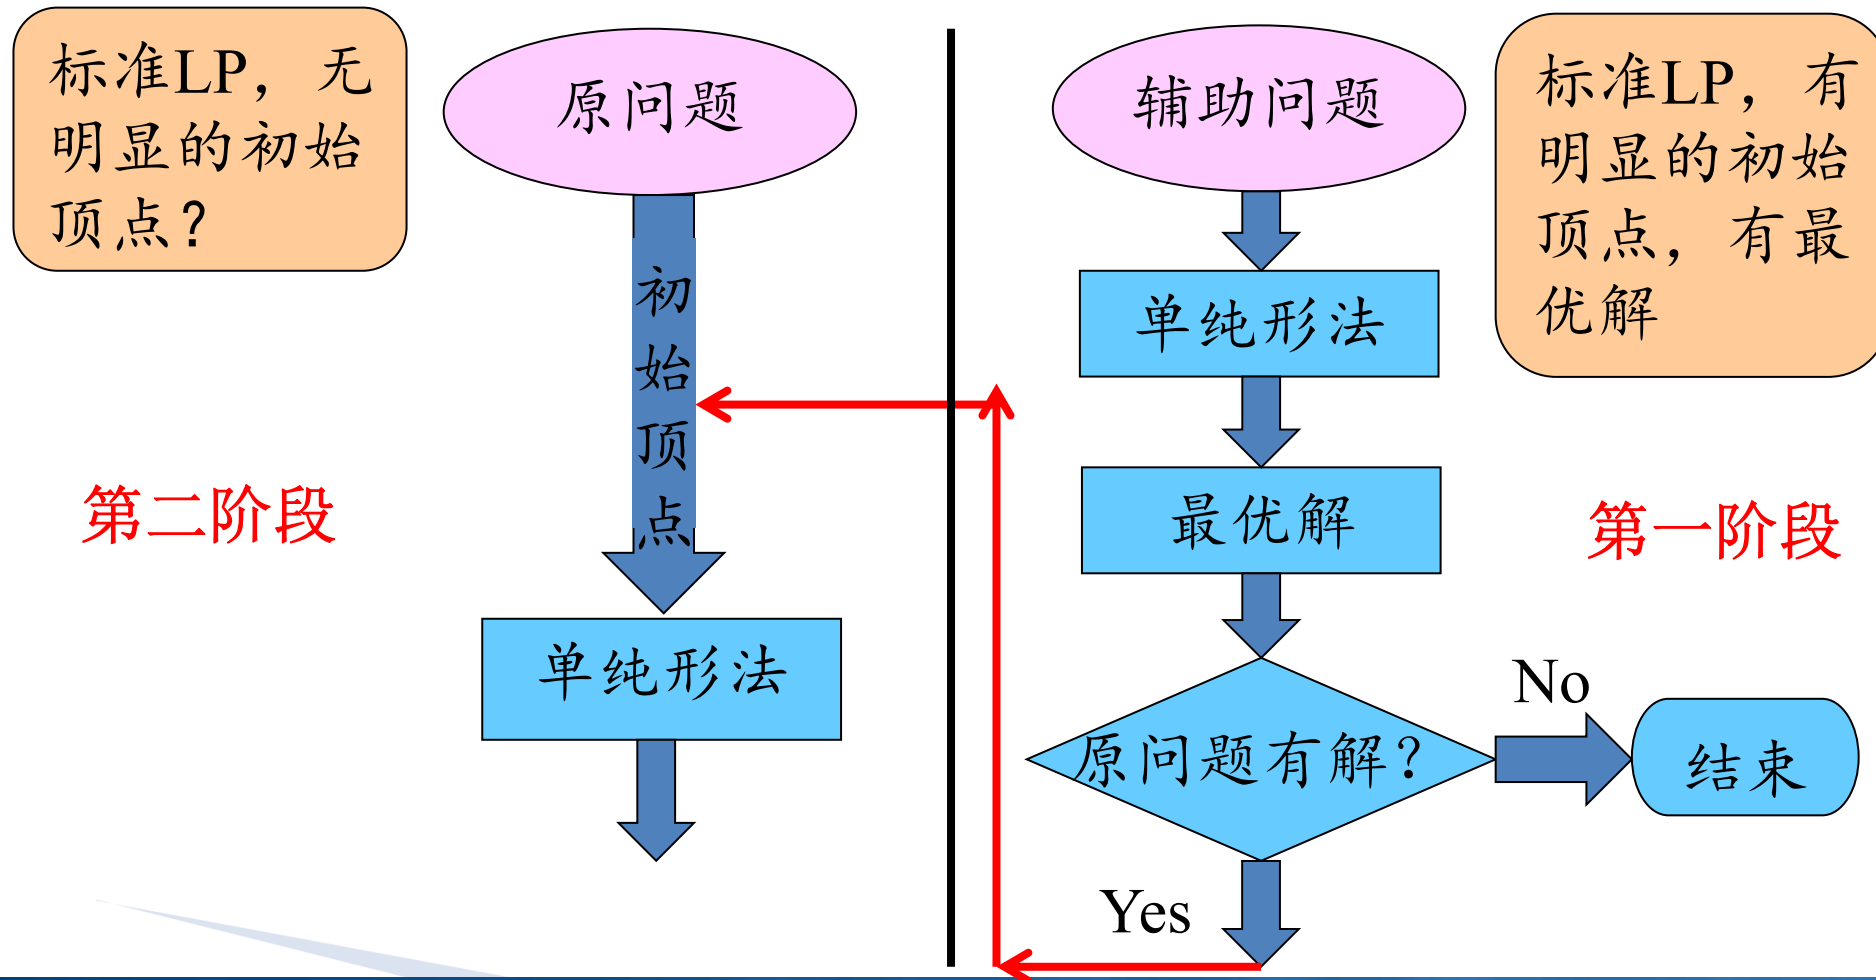 标准LP，无
明显的初始
顶点？
原问题
初
始
顶
点
第二阶段
单纯形法
辅助问题
标准LP，有
明显的初始
顶点，有最
优解
单纯形法
最优解
第一阶段
原问题有解？
No
结束
Yes